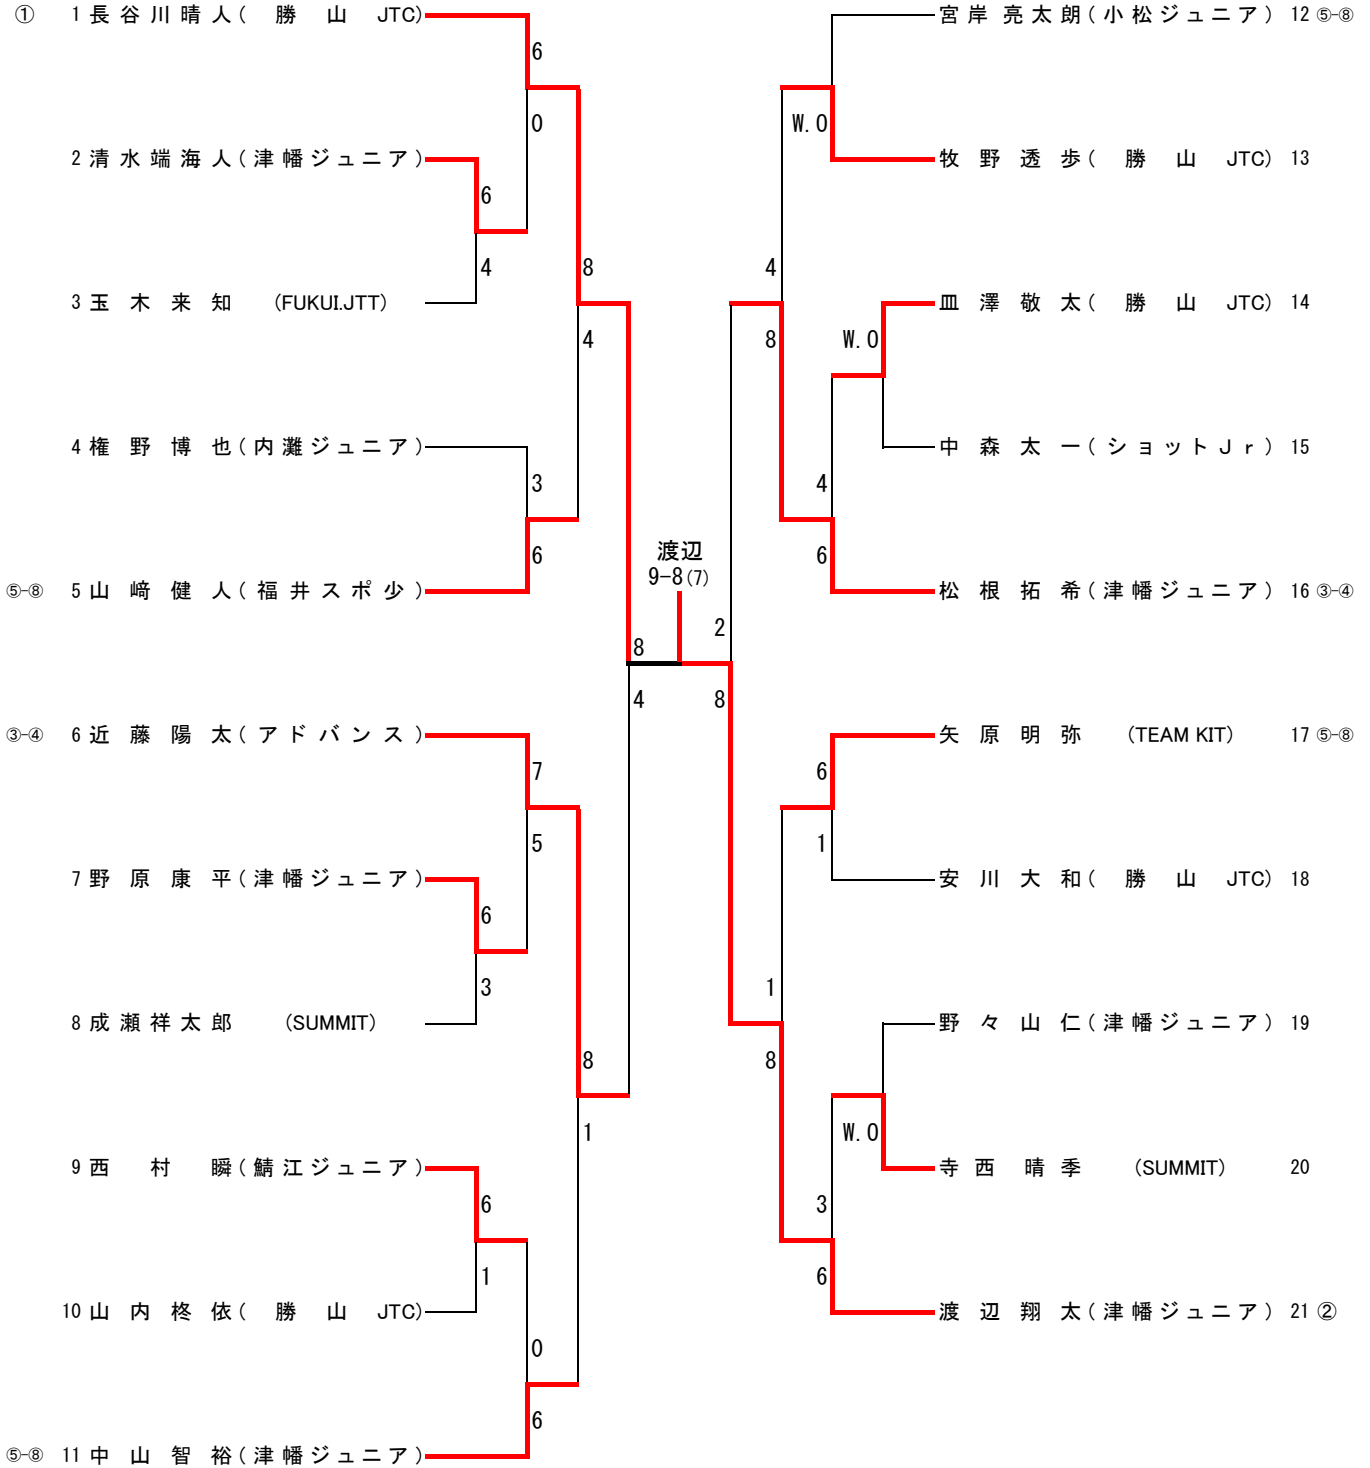 ① 1 長谷川晴人(勝山 JTC)
6
0
2 清水端海人(津幡ジュニア)
6
4
3 玉木来知 (FUKUI.JTT)
8
4
4 権野博也(内灘ジュニア)
3
6
⑤-⑧ 5 山﨑健人(福井スポ少)
8
4
③-④ 6 近藤陽太(アドバンス)
7
5
7 野原康平(津幡ジュニア)
6
3
8 成瀬祥太郎 (SUMMIT)
8
1
9 西村瞬(鯖江ジュニア)
6
1
10 山内柊依(勝山 JTC)
0
6
⑤-⑧ 11 中山智裕(津幡ジュニア)
渡辺
9-8(7)
宮岸亮太朗(小松ジュニア) 12 ⑤-⑧
W.O
牧野透歩(勝山 JTC) 13
4
8
皿澤敬太(勝山 JTC) 14
W.O
中森太一(ショットJr) 15
4
6
松根拓希(津幡ジュニア) 16 ③-④
2
8
矢原明弥 (TEAM KIT) 17 ⑤-⑧
6
1
安川大和(勝山 JTC) 18
1
8
野々山仁(津幡ジュニア) 19
W.O
寺西晴季 (SUMMIT) 20
3
6
渡辺翔太(津幡ジュニア) 21 ②